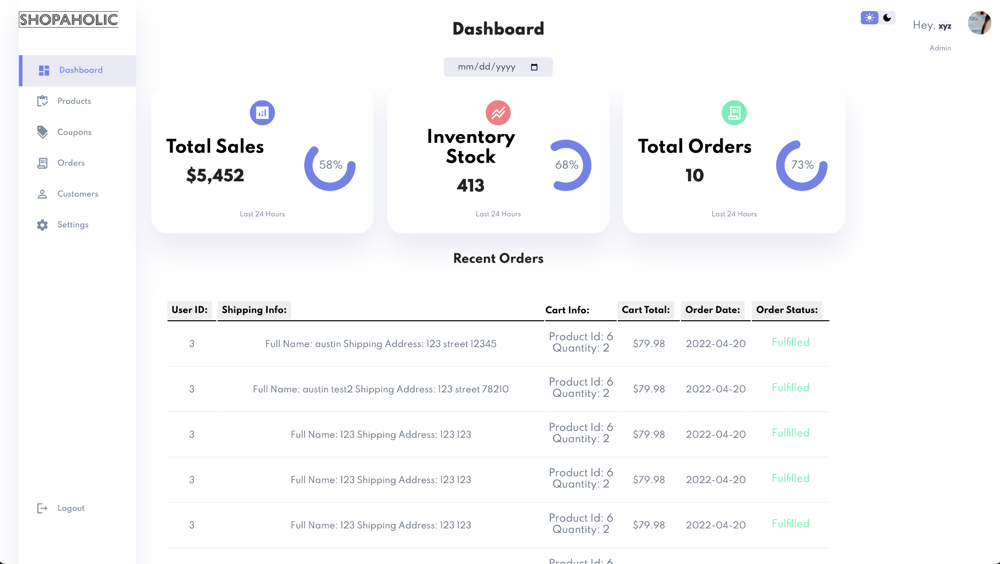 SHOPAHOLIC
Dashboard
Products
Coupons
Orders
Customers
Settings
Logout
Dashboard
mm/dd/yyyy
Hey, xyz
Admin
Total Sales
$5,452
58%
Last 24 Hours
Inventory
Stock
413
68%
Last 24 Hours
Total Orders
10
73%
Last 24 Hours
Recent Orders
User ID: Shipping Info: Cart Info: Cart Total: Order Date: Order Status:
3 Full Name: austin Shipping Address: 123 street 12345 Product Id: 6 $79.98 2022-04-20 Fulfilled
Quantity: 2
3 Full Name: austin test2 Shipping Address: 123 street 78210 Product Id: 6 $79.98 2022-04-20 Fulfilled
Quantity: 2
3 Full Name: 123 Shipping Address: 123 123 Product Id: 6 $79.98 2022-04-20 Fulfilled
Quantity: 2
3 Full Name: 123 Shipping Address: 123 123 Product Id: 6 $79.98 2022-04-20 Fulfilled
Quantity: 2
3 Full Name: 123 Shipping Address: 123 123 Product Id: 6 $79.98 2022-04-20 Fulfilled
Quantity: 2
Product Id: 6